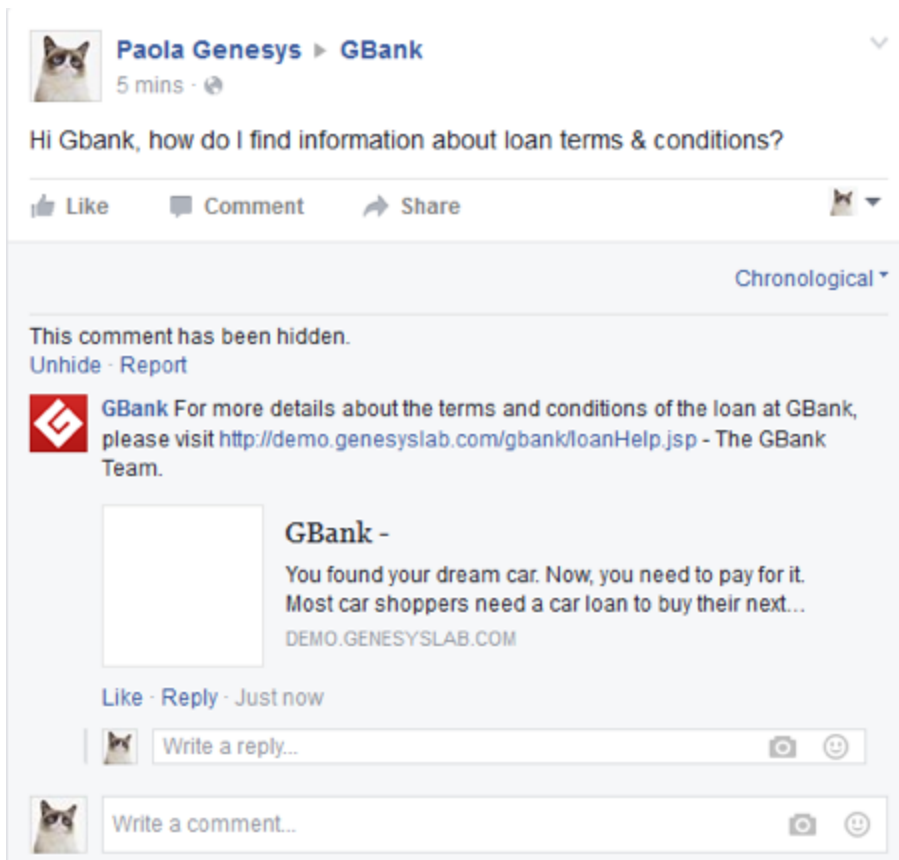 Paola Genesys ▸ GBank
5 mins ·
Hi Gbank, how do I find information about loan terms & conditions?
Like Comment Share
Chronological
This comment has been hidden.
Unhide · Report
GBank For more details about the terms and conditions of the loan at GBank,
please visit http://demo.genesyslab.com/gbank/loanHelp.jsp - The GBank
Team.
GBank -
You found your dream car. Now, you need to pay for it.
Most car shoppers need a car loan to buy their next...
DEMO.GENESYSLAB.COM
Like · Reply · Just now
Write a reply...
Write a comment...